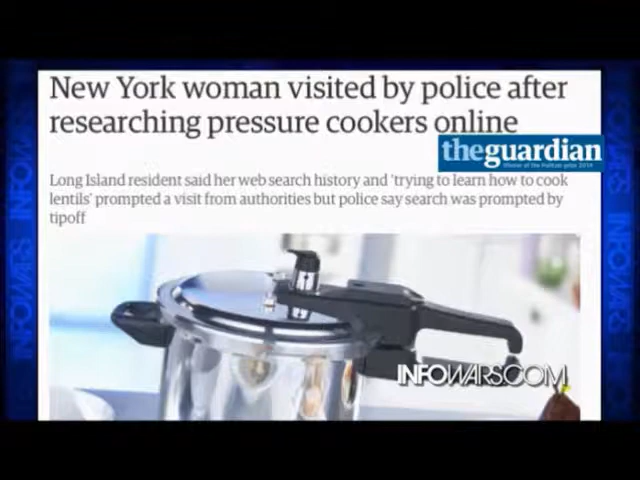 New York woman visited by police after
researching pressure cookers online
theguardian
Long Island resident said her web search history and 'trying to learn how to cook
lentils' prompted a visit from authorities but police say search was prompted by
tipoff
INFOWARS.COM
INFOWARS
INFOWARS